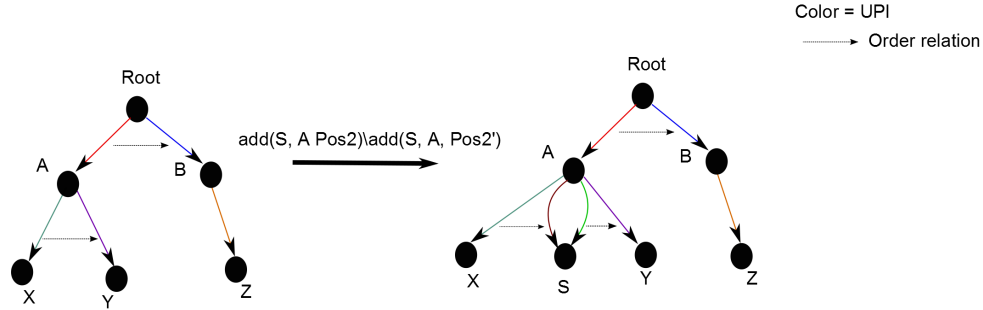 Color = UPI
Order relation
Root
A
B
X
Y
Z
add(S, A Pos2)\add(S, A, Pos2')
Root
A
B
X
S
Y
Z